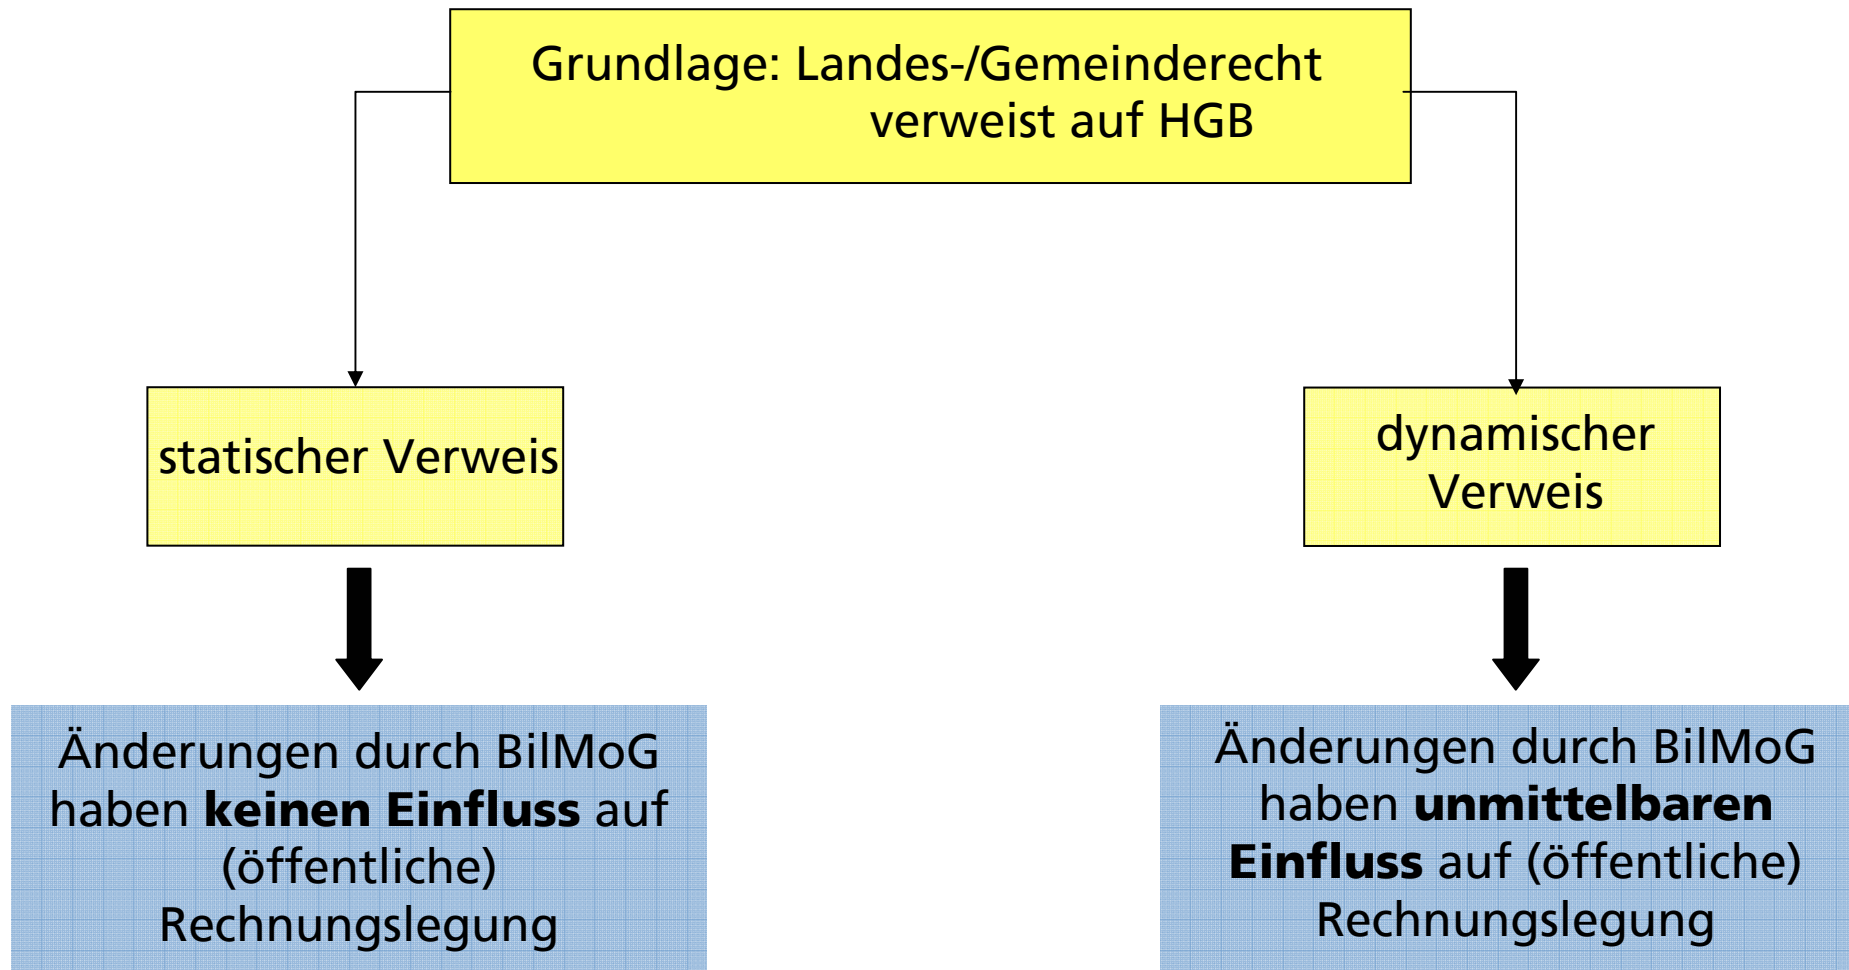 Grundlage: Landes-/Gemeinderecht
verweist auf HGB
statischer Verweis
dynamischer
Verweis
Änderungen durch BilMoG
haben keinen Einfluss auf
(öffentliche)
Rechnungslegung
Änderungen durch BilMoG
haben unmittelbaren
Einfluss auf (öffentliche)
Rechnungslegung